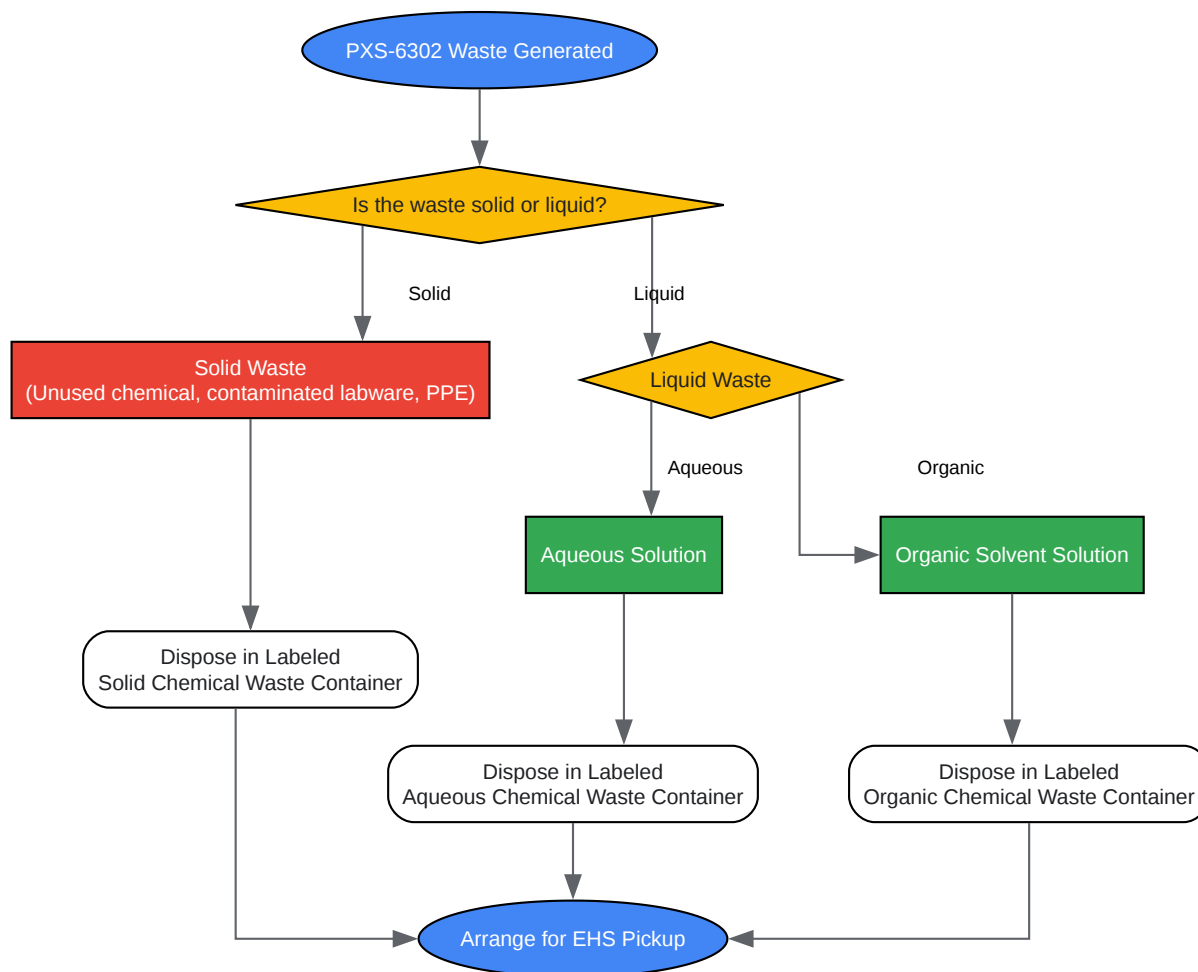 PXS-6302 Waste Generated
Is the waste solid or liquid?
Solid
Liquid
Solid Waste
(Unused chemical, contaminated labware, PPE)
Liquid Waste
Aqueous
Organic
Aqueous Solution
Organic Solvent Solution
Dispose in Labeled
Solid Chemical Waste Container
Dispose in Labeled
Aqueous Chemical Waste Container
Dispose in Labeled
Organic Chemical Waste Container
Arrange for EHS Pickup